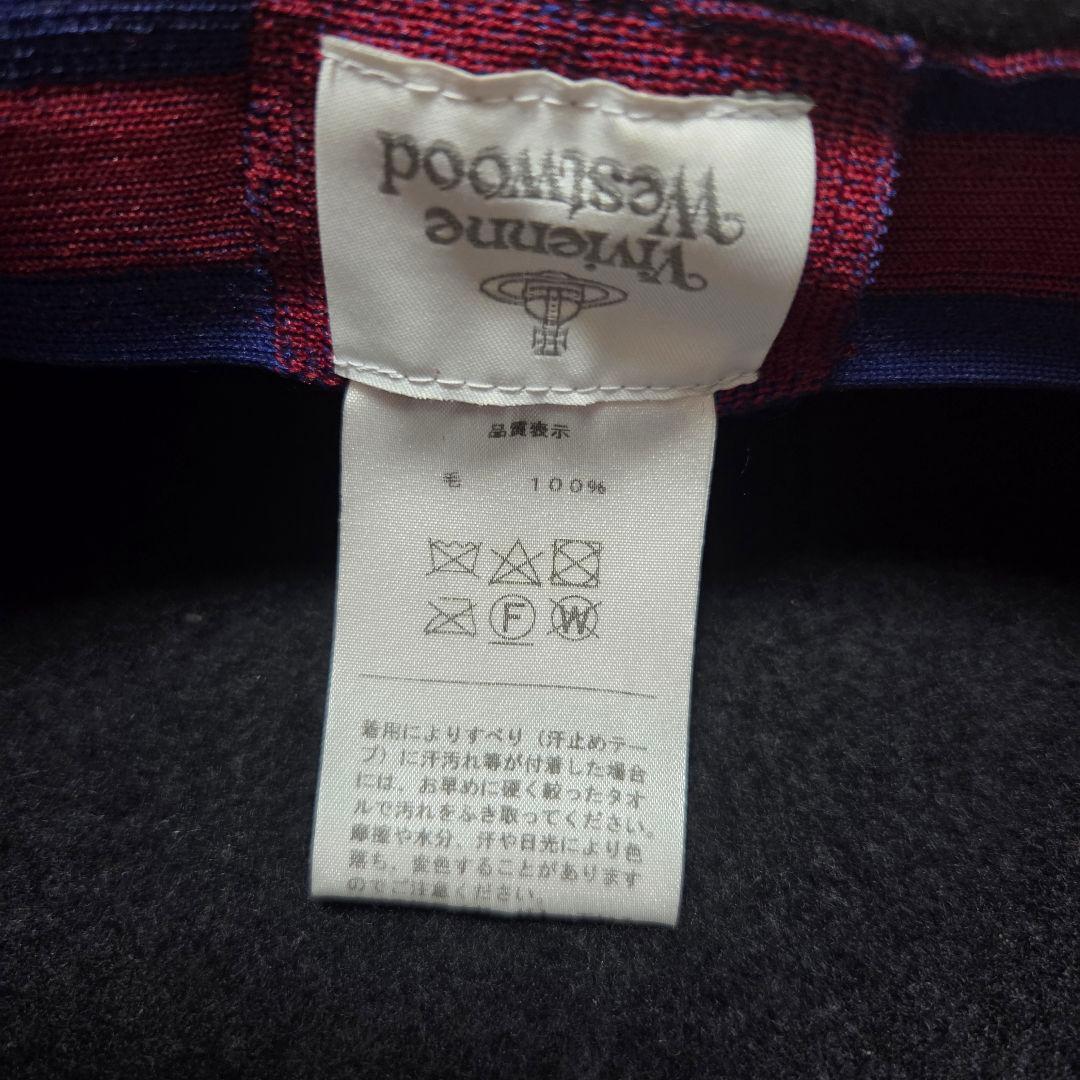 Vivienne
Westwood
品質表示
毛 100%
F W
着用によりすべり（汗止めテー
プ）に汗汚れ等が付着した場合
には、お早めに硬く絞ったタオ
ルで汚れをふき取ってください。
摩擦や水分、汗や日光により色
落ち、変色することがあります
のでご注意ください。